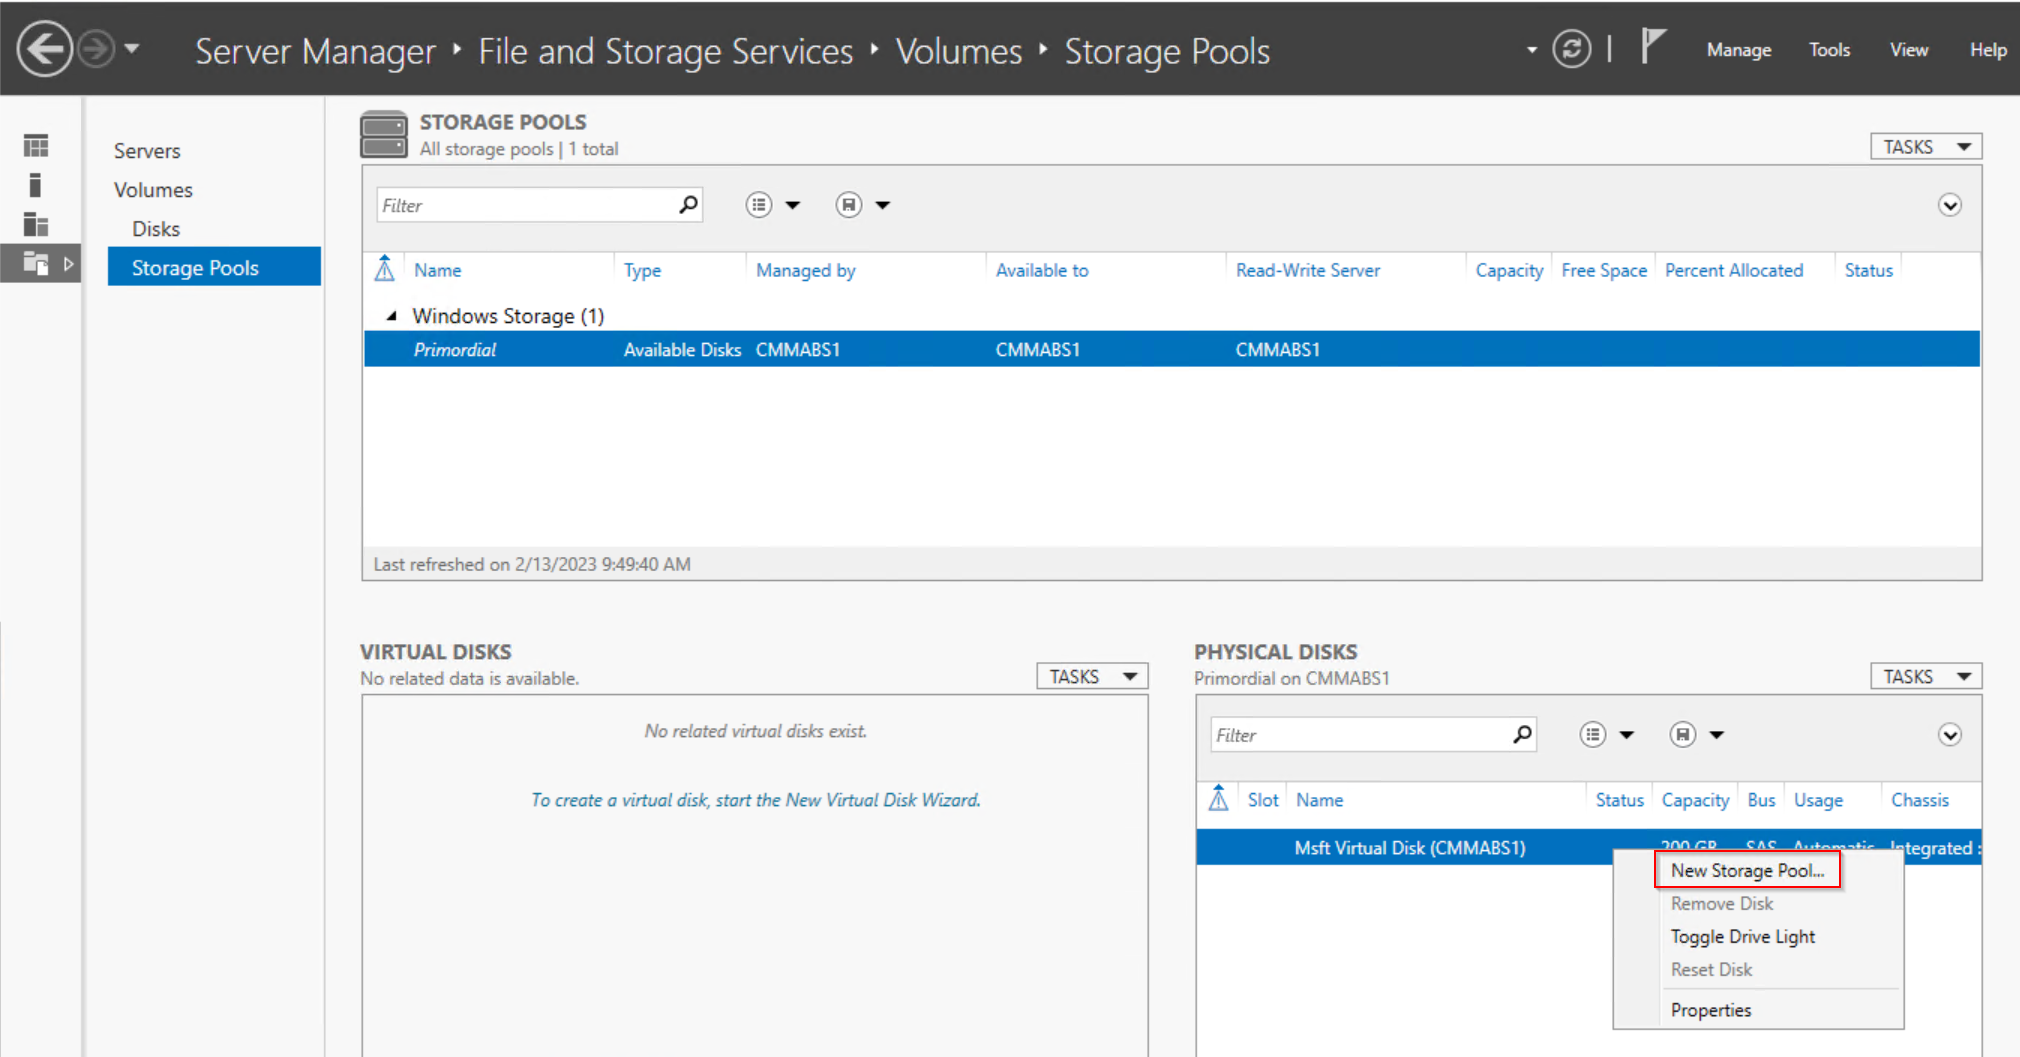 Server Manager ‣ File and Storage Services ‣ Volumes ‣ Storage Pools
Manage Tools View Help
Servers
Volumes
Disks
Storage Pools
STORAGE POOLS
All storage pools | 1 total
TASKS
Filter
Name Type Managed by Available to Read-Write Server Capacity Free Space Percent Allocated Status
Windows Storage (1)
Primordial Available Disks CMMABS1 CMMABS1 CMMABS1
Last refreshed on 2/13/2023 9:49:40 AM
VIRTUAL DISKS
No related data is available.
TASKS
No related virtual disks exist.
To create a virtual disk, start the New Virtual Disk Wizard.
PHYSICAL DISKS
Primordial on CMMABS1
TASKS
Filter
Slot Name Status Capacity Bus Usage Chassis
Msft Virtual Disk (CMMABS1) 200 GB SAS Automatic Integrated :
New Storage Pool...
Remove Disk
Toggle Drive Light
Reset Disk
Properties